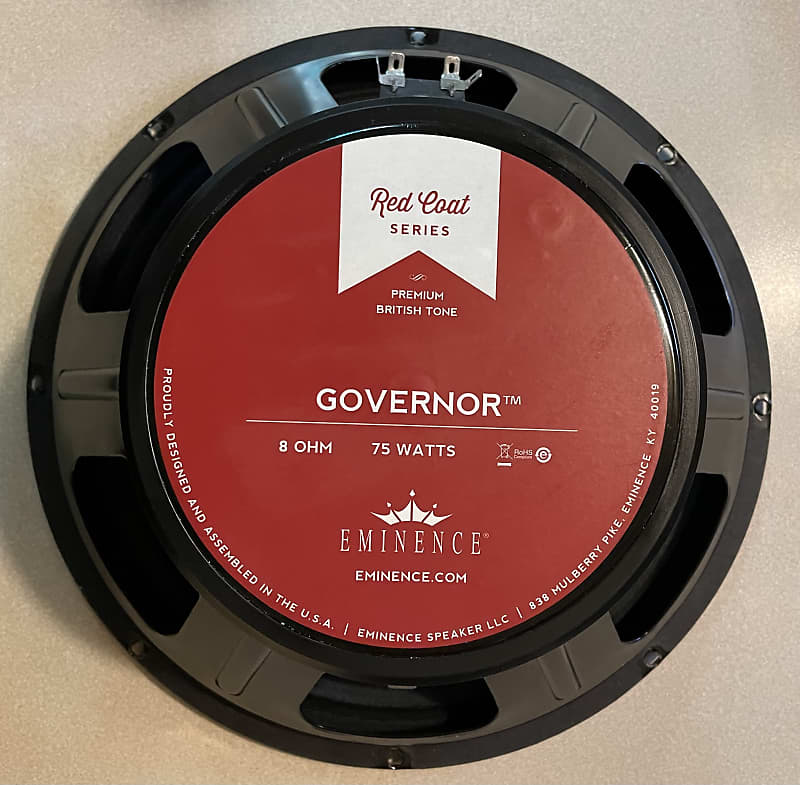 Red Coat
SERIES
PREMIUM
BRITISH TONE
GOVERNOR™
8 OHM 75 WATTS RoHS Compliant e
EMINENCE®
EMINENCE.COM
PROUDLY DESIGNED AND ASSEMBLED IN THE U.S.A. | EMINENCE SPEAKER LLC | 838 MULBERRY PIKE, EMINENCE KY 40019